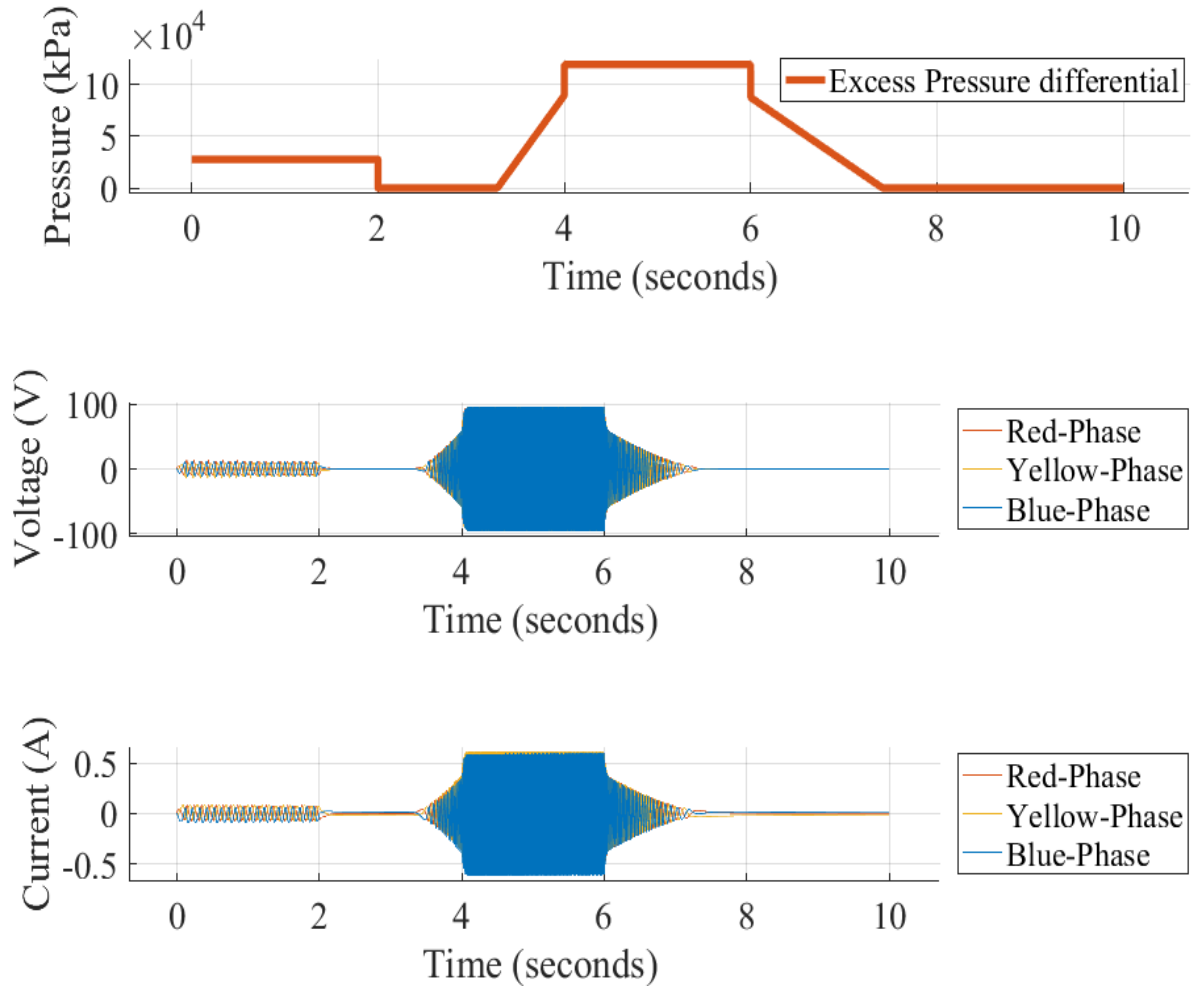 ×10⁴
Pressure (kPa)
10
5
0
Excess Pressure differential
0 2 4 6 8 10
Time (seconds)
Voltage (V)
100
0
-100
Red-Phase
Yellow-Phase
Blue-Phase
0 2 4 6 8 10
Time (seconds)
Current (A)
0.5
0
-0.5
Red-Phase
Yellow-Phase
Blue-Phase
0 2 4 6 8 10
Time (seconds)